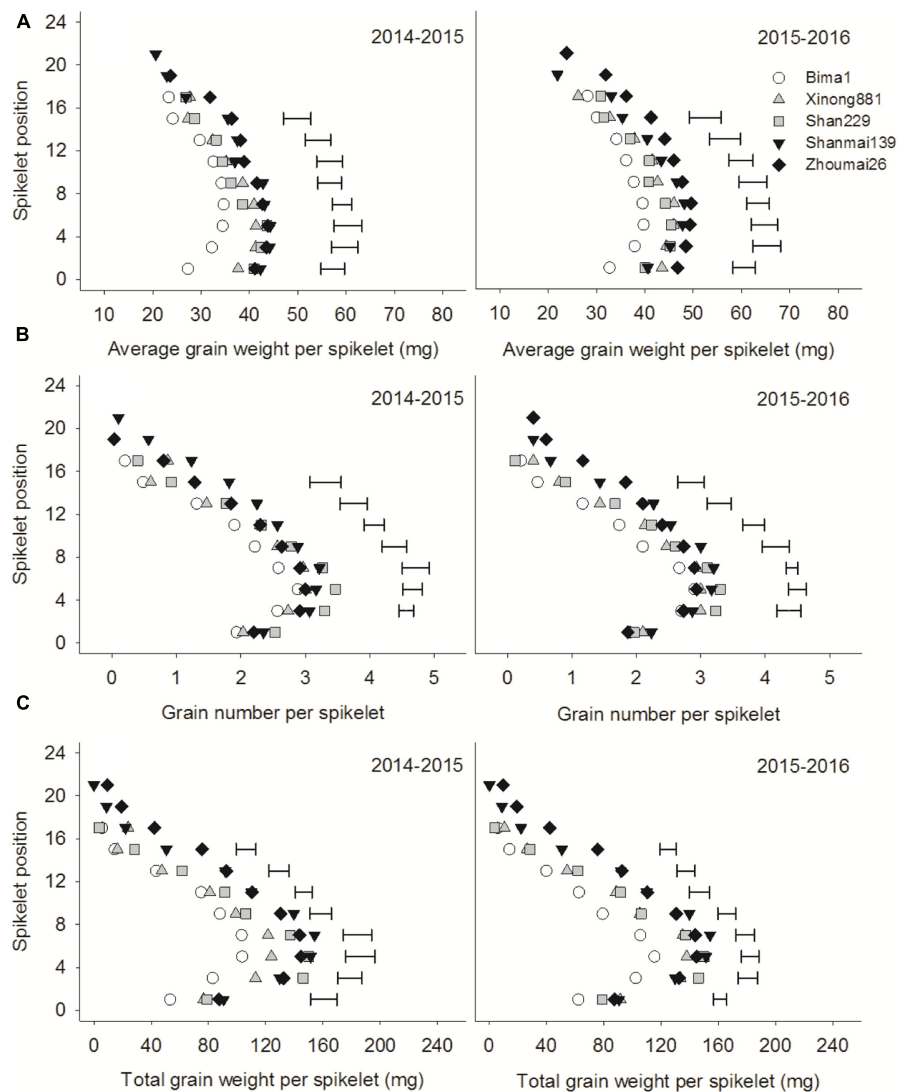 A
2014-2015
2015-2016
Bima1
Xinong881
Shan229
Shanmai139
Zhoumai26
Spikelet position
24
20
16
12
8
4
0
10 20 30 40 50 60 70 80
10 20 30 40 50 60 70 80
Average grain weight per spikelet (mg)
Average grain weight per spikelet (mg)
B
2014-2015
2015-2016
Spikelet position
24
20
16
12
8
4
0
0 1 2 3 4 5
0 1 2 3 4 5
Grain number per spikelet
Grain number per spikelet
C
2014-2015
2015-2016
Spikelet position
24
20
16
12
8
4
0
0 40 80 120 160 200 240
0 40 80 120 160 200 240
Total grain weight per spikelet (mg)
Total grain weight per spikelet (mg)